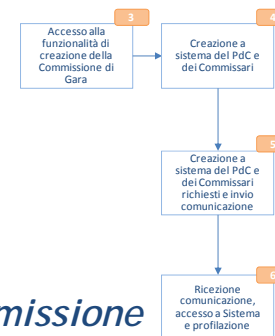 3
Accesso alla
funzionalità di
creazione della
Commissione di
Gara
4
Creazione a
sistema del PdC e
dei Commissari
5
Creazione a
sistema del PdC e
dei Commissari
richiesti e invio
comunicazione
6
Ricezione
comunicazione,
accesso a Sistema
e profilazione
missione